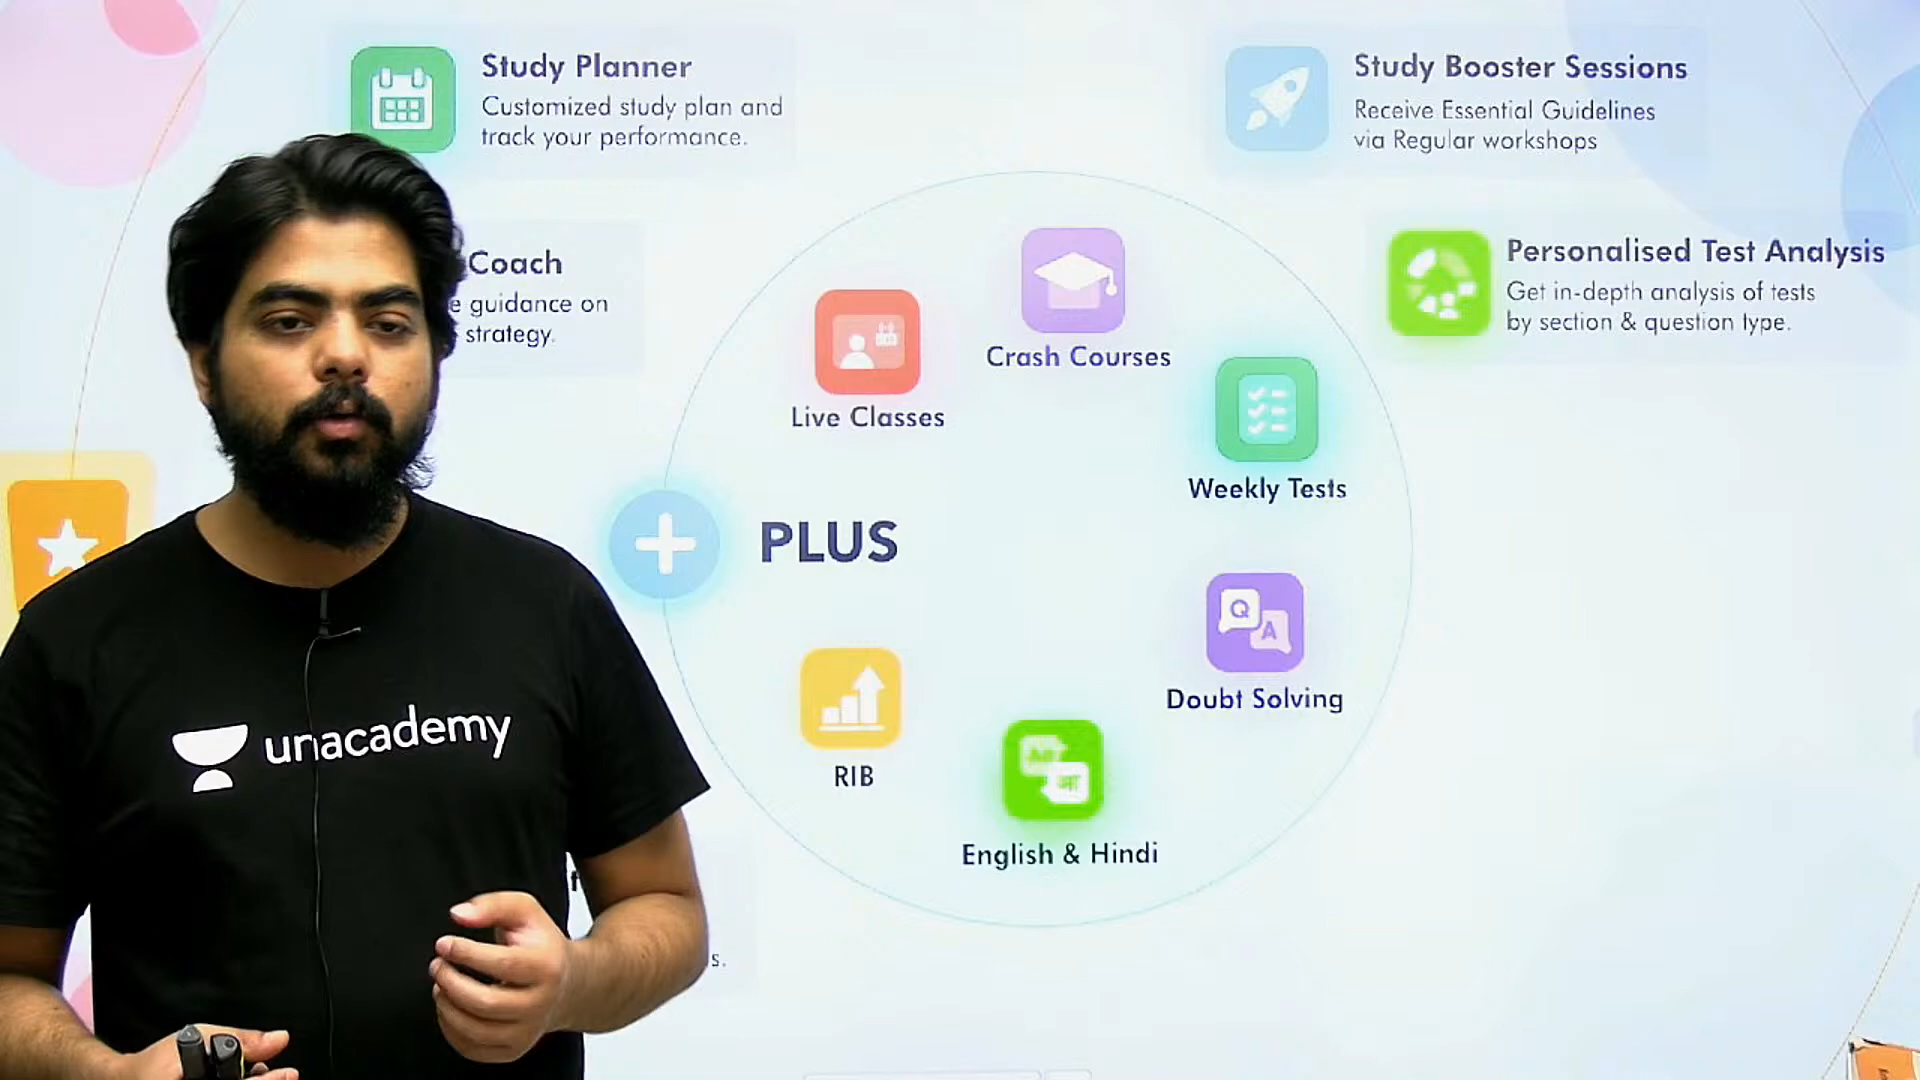 Study Planner
Customized study plan and
track your performance.
Study Booster Sessions
Receive Essential Guidelines
via Regular workshops
Coach
guidance on
strategy.
Personalised Test Analysis
Get in-depth analysis of tests
by section & question type.
Crash Courses
Live Classes
Weekly Tests
PLUS
Q
A
Doubt Solving
RIB
English & Hindi
unacademy